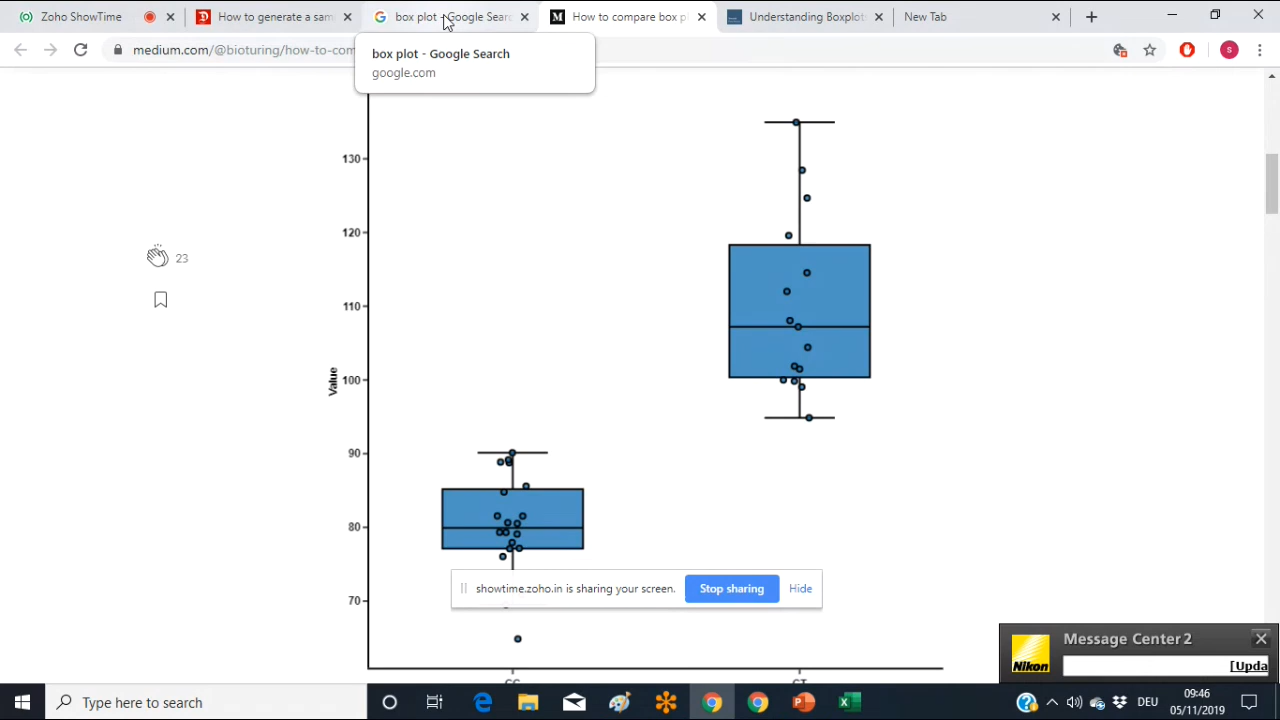 Zoho ShowTime
How to generate a sam
box plot - Google Searc
How to compare box pl
Understanding Boxplot
New Tab
medium.com/@bioturing/how-to-com
box plot - Google Search
google.com
s
130
23
120
110
Value
100
90
80
70
showtime.zoho.in is sharing your screen.
Stop sharing
Hide
Message Center 2
Nikon
[Upda
Type here to search
DEU
09:46
05/11/2019